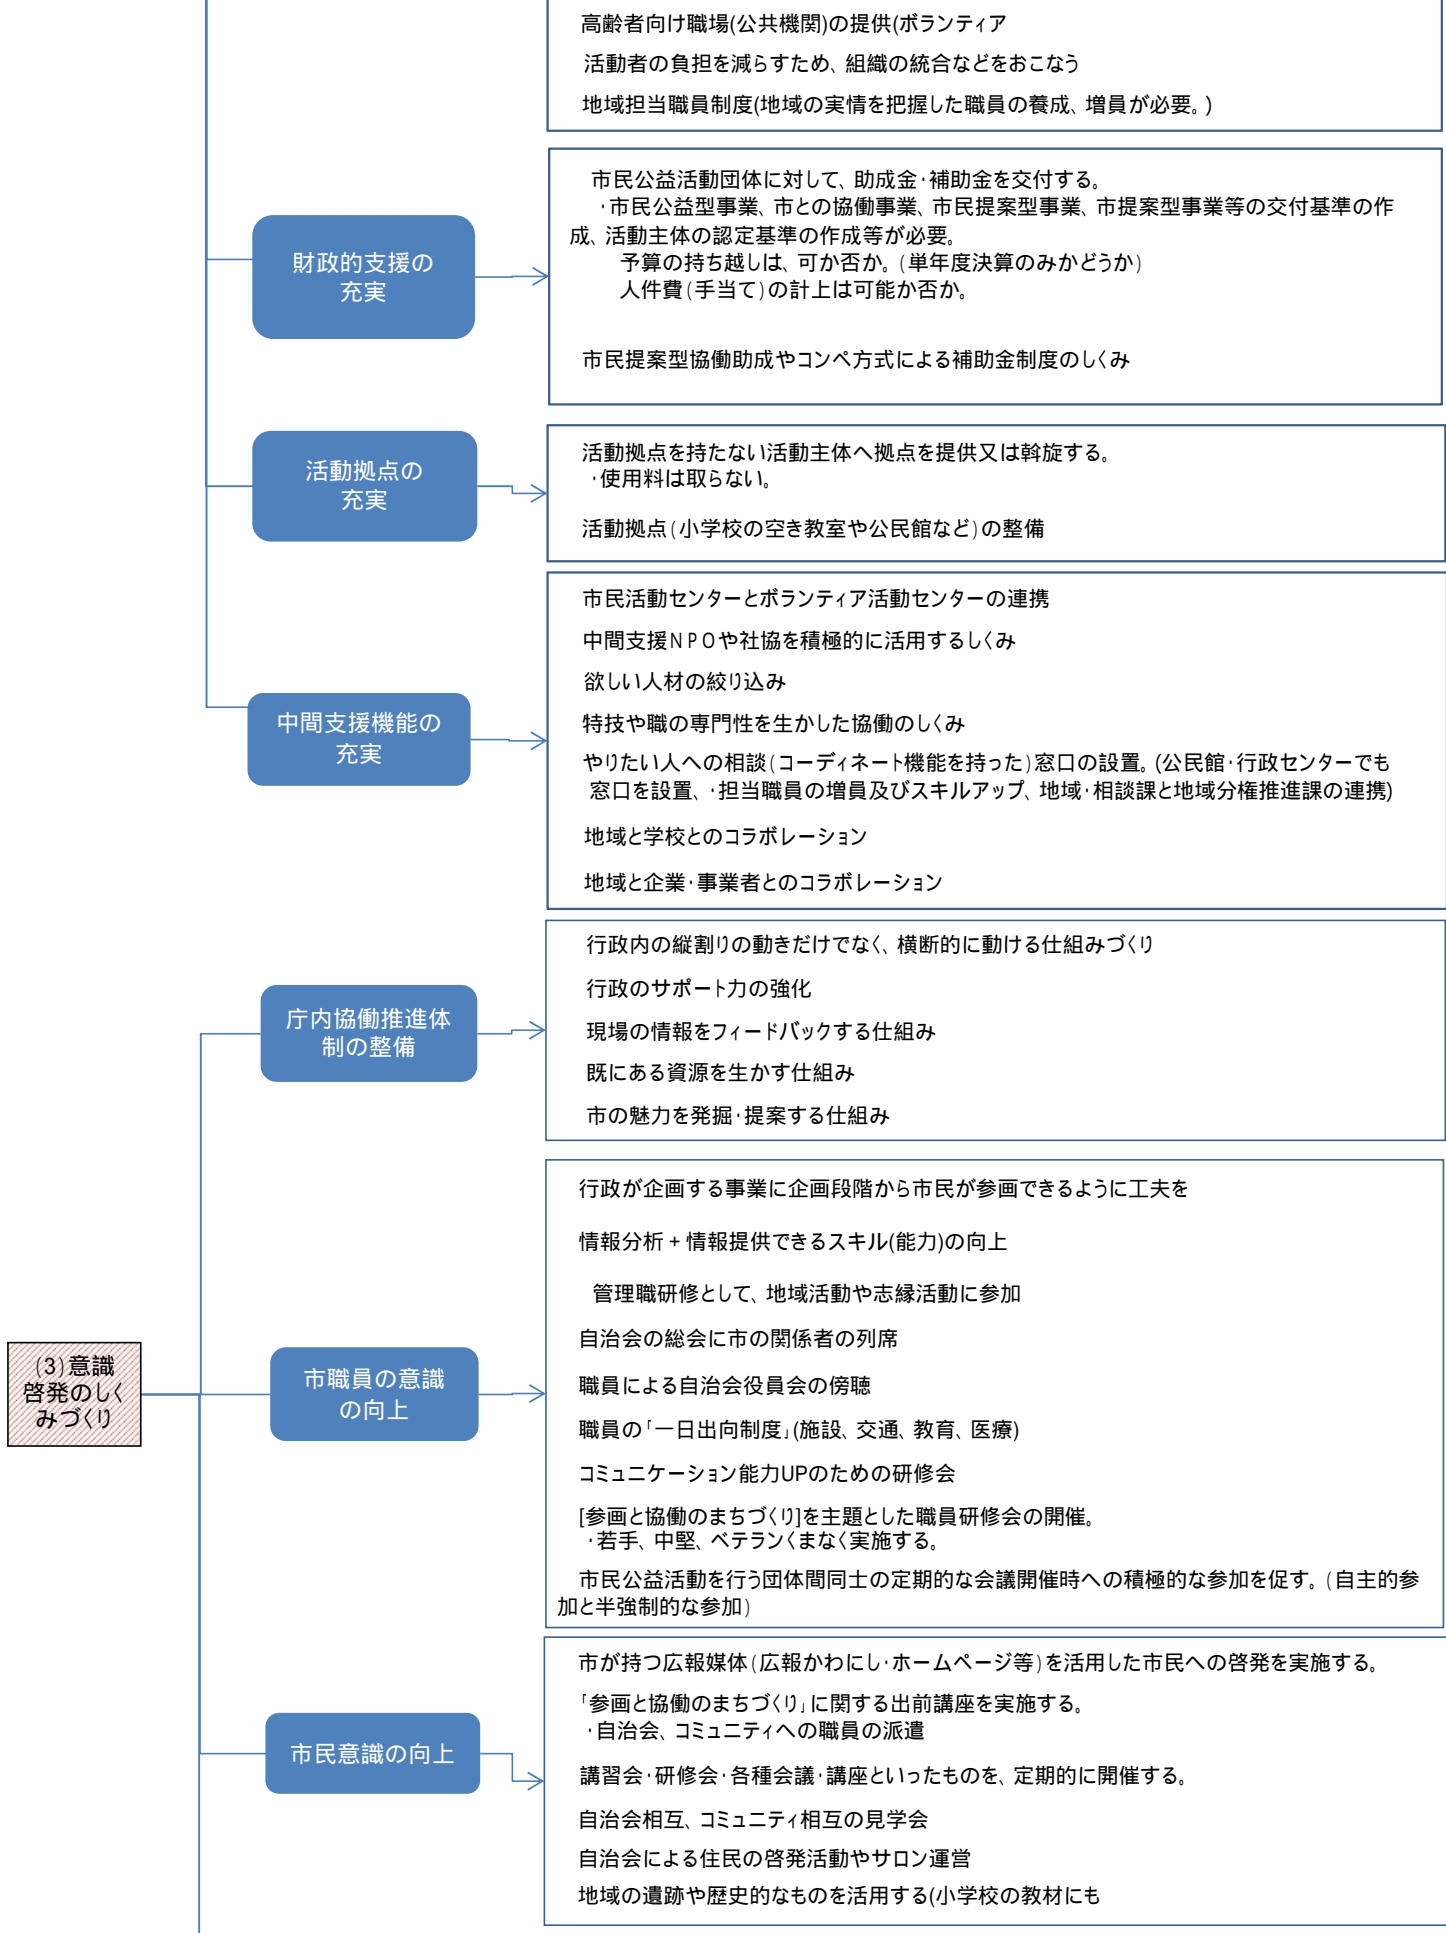 高齢者向け職場(公共機関)の提供(ボランティア
活動者の負担を減らすため、組織の統合などをおこなう
地域担当職員制度(地域の実情を把握した職員の養成、増員が必要。)
財政的支援の
充実
市民公益活動団体に対して、助成金・補助金を交付する。
・市民公益型事業、市との協働事業、市民提案型事業、市提案型事業等の交付基準の作
成、活動主体の認定基準の作成等が必要。
予算の持ち越しは、可か否か。(単年度決算のみかどうか)
人件費(手当て)の計上は可能か否か。
市民提案型協働助成やコンペ方式による補助金制度のしくみ
活動拠点の
充実
活動拠点を持たない活動主体へ拠点を提供又は斡旋する。
・使用料は取らない。
活動拠点(小学校の空き教室や公民館など)の整備
中間支援機能の
充実
市民活動センターとボランティア活動センターの連携
中間支援NPOや社協を積極的に活用するしくみ
欲しい人材の絞り込み
特技や職の専門性を生かした協働のしくみ
やりたい人への相談(コーディネート機能を持った)窓口の設置。(公民館・行政センターでも
窓口を設置、・担当職員の増員及びスキルアップ、地域・相談課と地域分権推進課の連携)
地域と学校とのコラボレーション
地域と企業・事業者とのコラボレーション
(3)意識
啓発のしく
みづくり
庁内協働推進体
制の整備
行政内の縦割りの動きだけでなく、横断的に動ける仕組みづくり
行政のサポート力の強化
現場の情報をフィードバックする仕組み
既にある資源を生かす仕組み
市の魅力を発掘・提案する仕組み
市職員の意識
の向上
行政が企画する事業に企画段階から市民が参画できるように工夫を
情報分析+情報提供できるスキル(能力)の向上
管理職研修として、地域活動や志縁活動に参加
自治会の総会に市の関係者の列席
職員による自治会役員会の傍聴
職員の「一日出向制度」(施設、交通、教育、医療)
コミュニケーション能力UPのための研修会
[参画と協働のまちづくり]を主題とした職員研修会の開催。
・若手、中堅、ベテランくまなく実施する。
市民公益活動を行う団体間同士の定期的な会議開催時への積極的な参加を促す。(自主的参
加と半強制的な参加)
市民意識の向上
市が持つ広報媒体(広報かわにし・ホームページ等)を活用した市民への啓発を実施する。
「参画と協働のまちづくり」に関する出前講座を実施する。
・自治会、コミュニティへの職員の派遣
講習会・研修会・各種会議・講座といったものを、定期的に開催する。
自治会相互、コミュニティ相互の見学会
自治会による住民の啓発活動やサロン運営
地域の遺跡や歴史的なものを活用する(小学校の教材にも